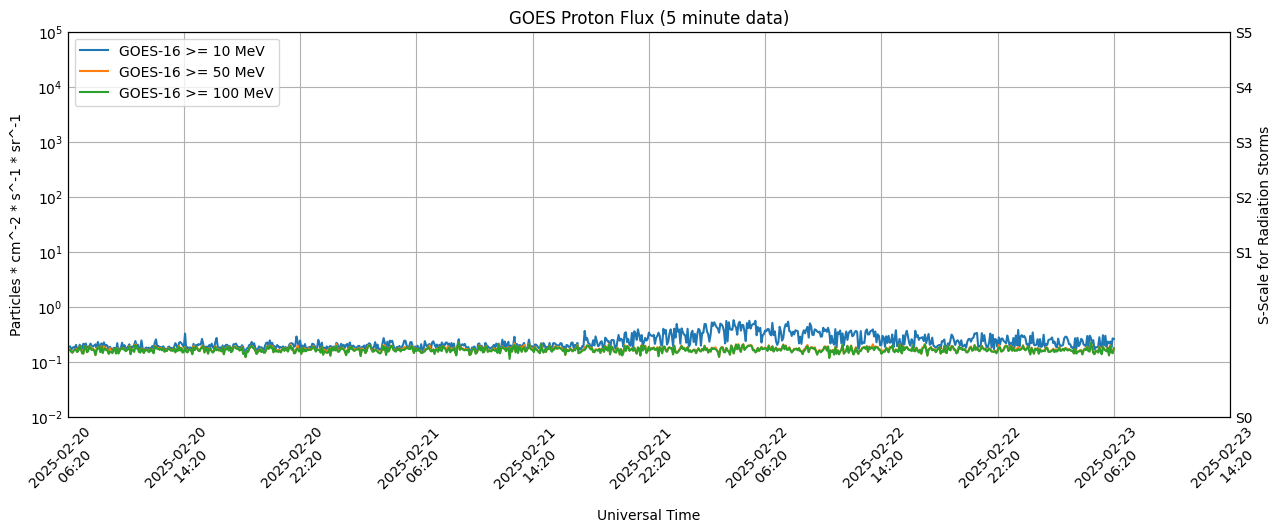 GOES Proton Flux (5 minute data)
GOES-16 >= 10 MeV
GOES-16 >= 50 MeV
GOES-16 >= 100 MeV
Particles * cm^-2 * s^-1 * sr^-1
10^5
10^4
10^3
10^2
10^1
10^0
10^-1
10^-2
S5
S4
S3
S2
S1
S0
S-Scale for Radiation Storms
2025-02-20
06:20
2025-02-20
14:20
2025-02-20
22:20
2025-02-21
06:20
2025-02-21
14:20
2025-02-21
22:20
2025-02-22
06:20
2025-02-22
14:20
2025-02-22
22:20
2025-02-23
06:20
2025-02-23
14:20
Universal Time